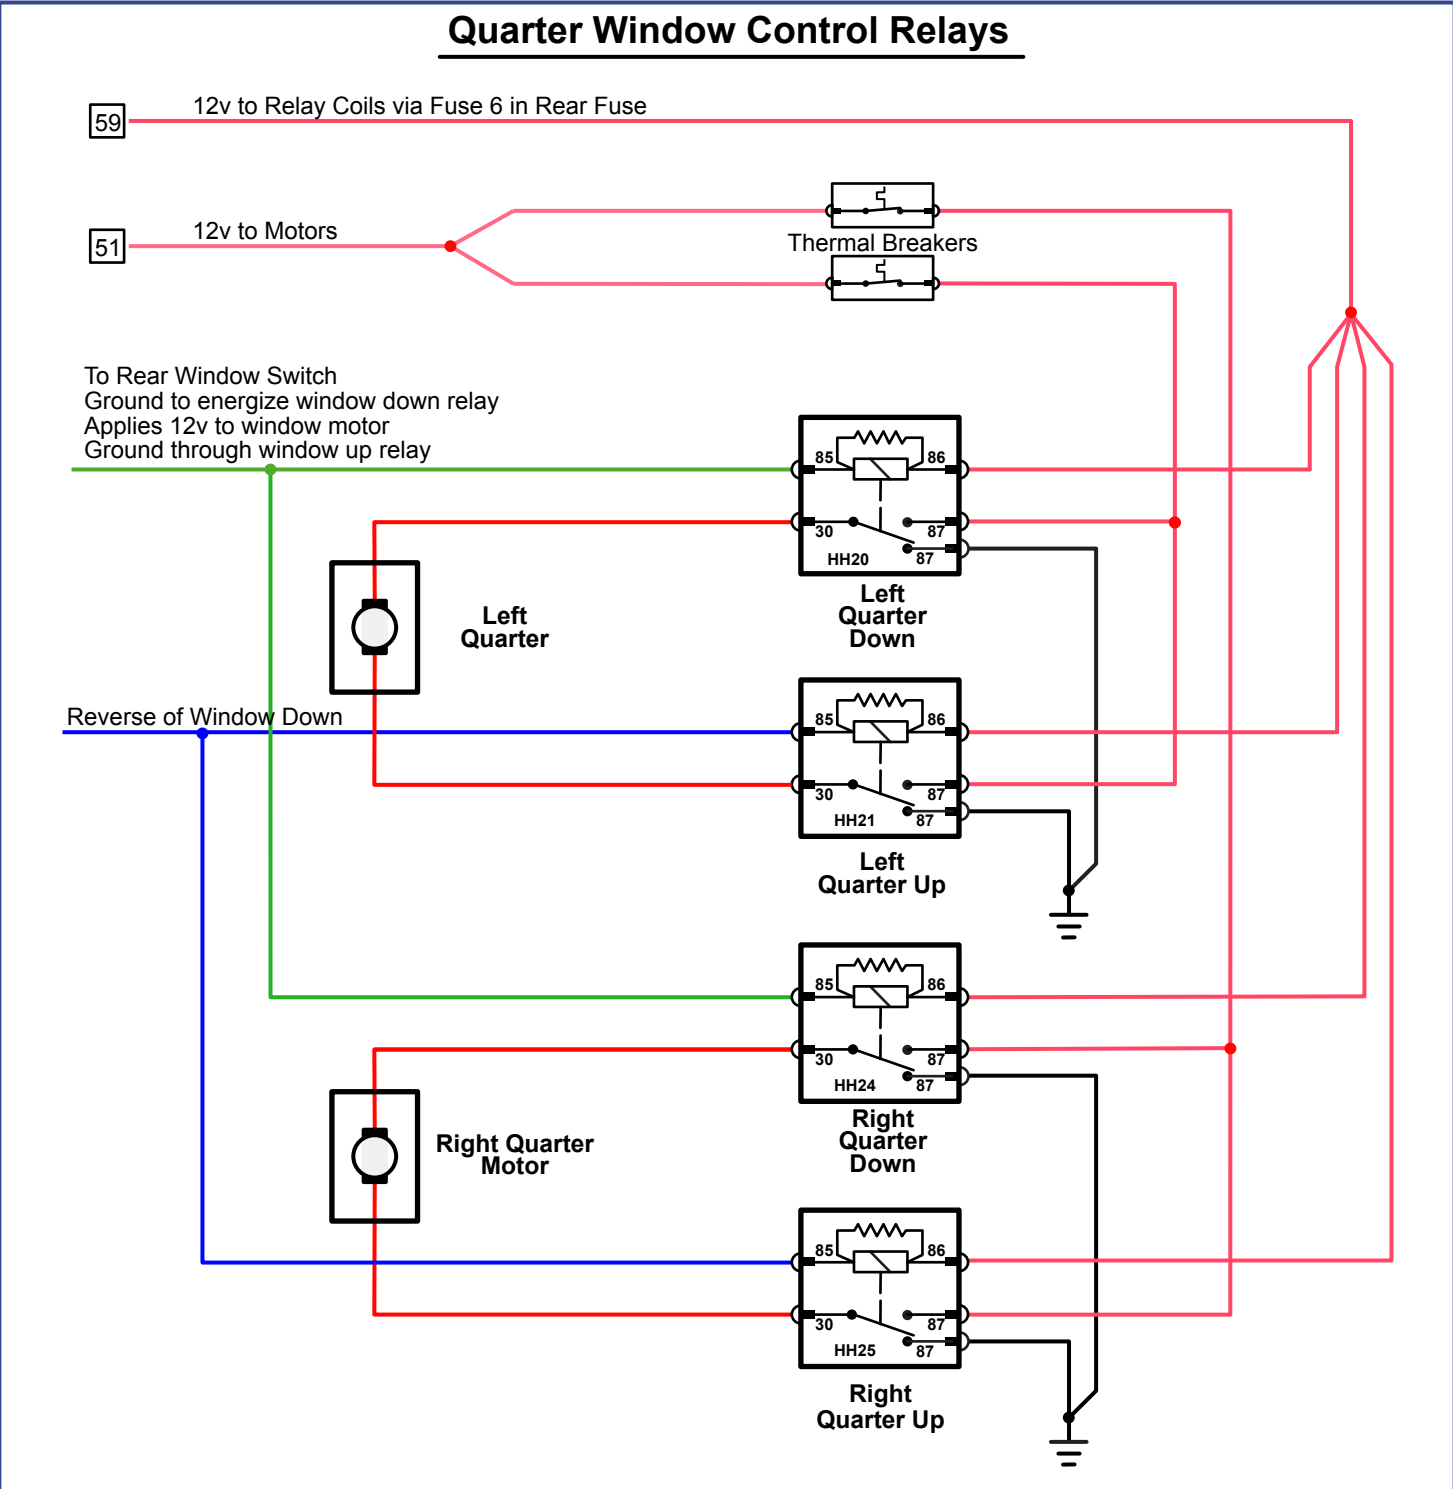 Quarter Window Control Relays
59
12v to Relay Coils via Fuse 6 in Rear Fuse
51
12v to Motors
Thermal Breakers
To Rear Window Switch
Ground to energize window down relay
Applies 12v to window motor
Ground through window up relay
85
86
30
87
HH20
87
Left
Quarter
Down
Left
Quarter
Reverse of Window Down
85
86
30
87
HH21
87
Left
Quarter Up
85
86
30
87
HH24
87
Right
Quarter
Down
Right Quarter
Motor
85
86
30
87
HH25
87
Right
Quarter Up